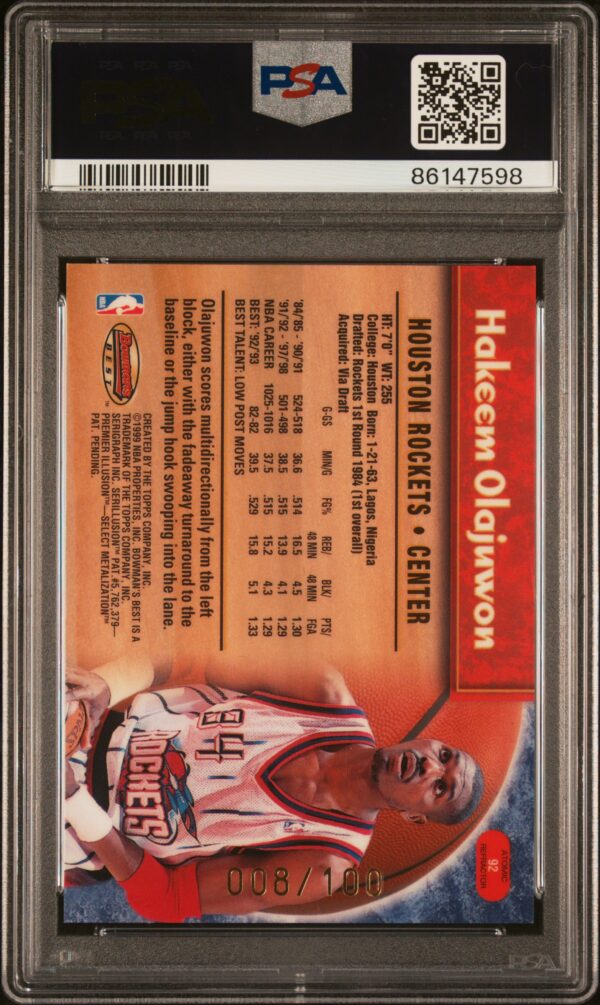 PSA
86147598
Hakeem Olajuwon
HOUSTON ROCKETS • CENTER
HT: 7'0" WT: 255
College: Houston Born: 1-21-63, Lagos, Nigeria
Drafted: Rockets 1st Round 1984 (1st overall)
Acquired: Via Draft
G-GS MIN/G FG% REB/ 48 MIN BLK/ 48 MIN PTS/ FGA
'84/'85 - '90/'91 524-518 36.6 .514 16.5 4.5 1.30
'91/'92 - '97/'98 501-498 38.5 .515 13.9 4.1 1.29
NBA CAREER 1025-1016 37.5 .515 15.2 4.3 1.29
BEST: '92/'93 82-82 39.5 .529 15.8 5.1 1.33
BEST TALENT: LOW POST MOVES
Olajuwon scores multidirectionally from the left
block, either with the fadeaway turnaround to the
baseline or the jump hook swooping into the lane.
NBA
Bowman's
BEST
TM
CREATED BY THE TOPPS COMPANY, INC.
©1999 NBA PROPERTIES, INC. BOWMAN'S BEST IS A
TRADEMARK OF THE TOPPS COMPANY, INC.
SERIGRAPH INC. SERILLUSION™ PAT.#5,762,379—
PREMIER ILLUSION™—SELECT METALIZATION™
PAT PENDING.
ATOMIC
REFRACTOR
92
34
ROCKETS
008/100
PSA